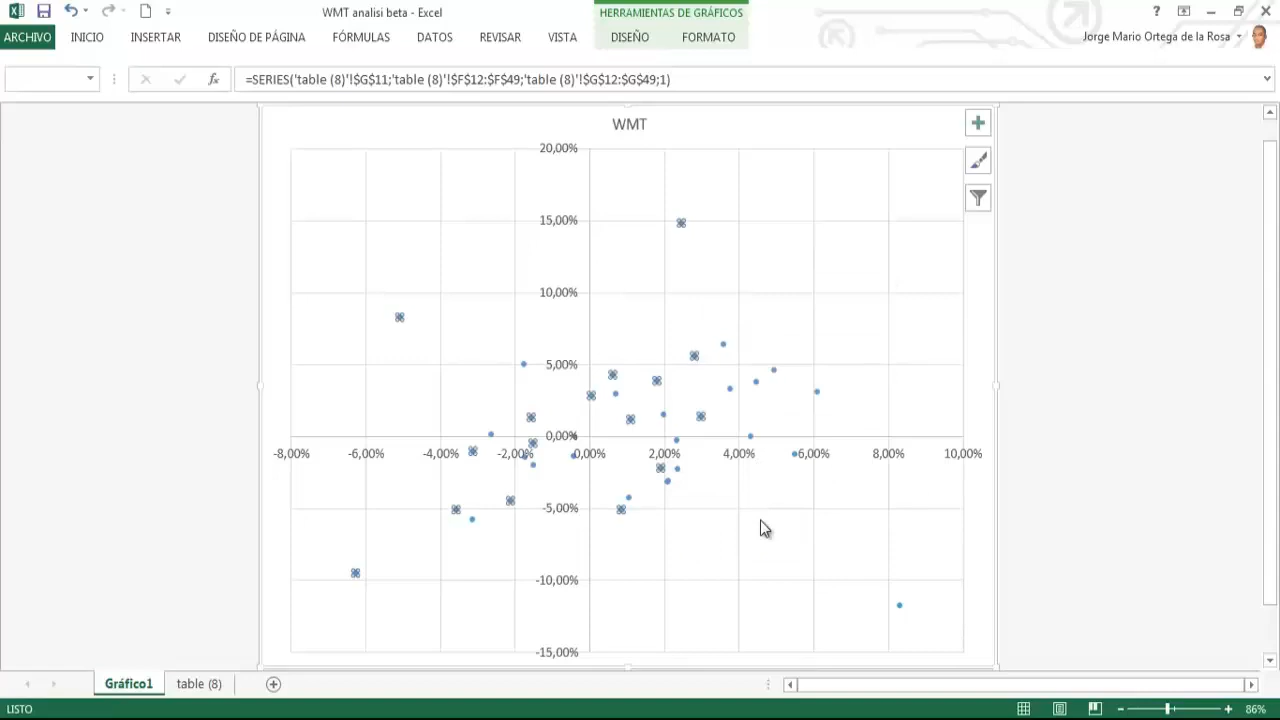 WMT analisi beta - Excel
HERRAMIENTAS DE GRÁFICOS
?
ARCHIVO INICIO INSERTAR DISEÑO DE PÁGINA FÓRMULAS DATOS REVISAR VISTA DISEÑO FORMATO Jorge Mario Ortega de la Rosa
fx =SERIES('table (8)'!$G$11;'table (8)'!$F$12:$F$49;'table (8)'!$G$12:$G$49;1)
WMT
20,00%
15,00%
10,00%
5,00%
0,00%
-8,00% -6,00% -4,00% -2,00% 0,00% 2,00% 4,00% 6,00% 8,00% 10,00%
-5,00%
-10,00%
-15,00%
Gráfico1 table (8)
LISTO 86%